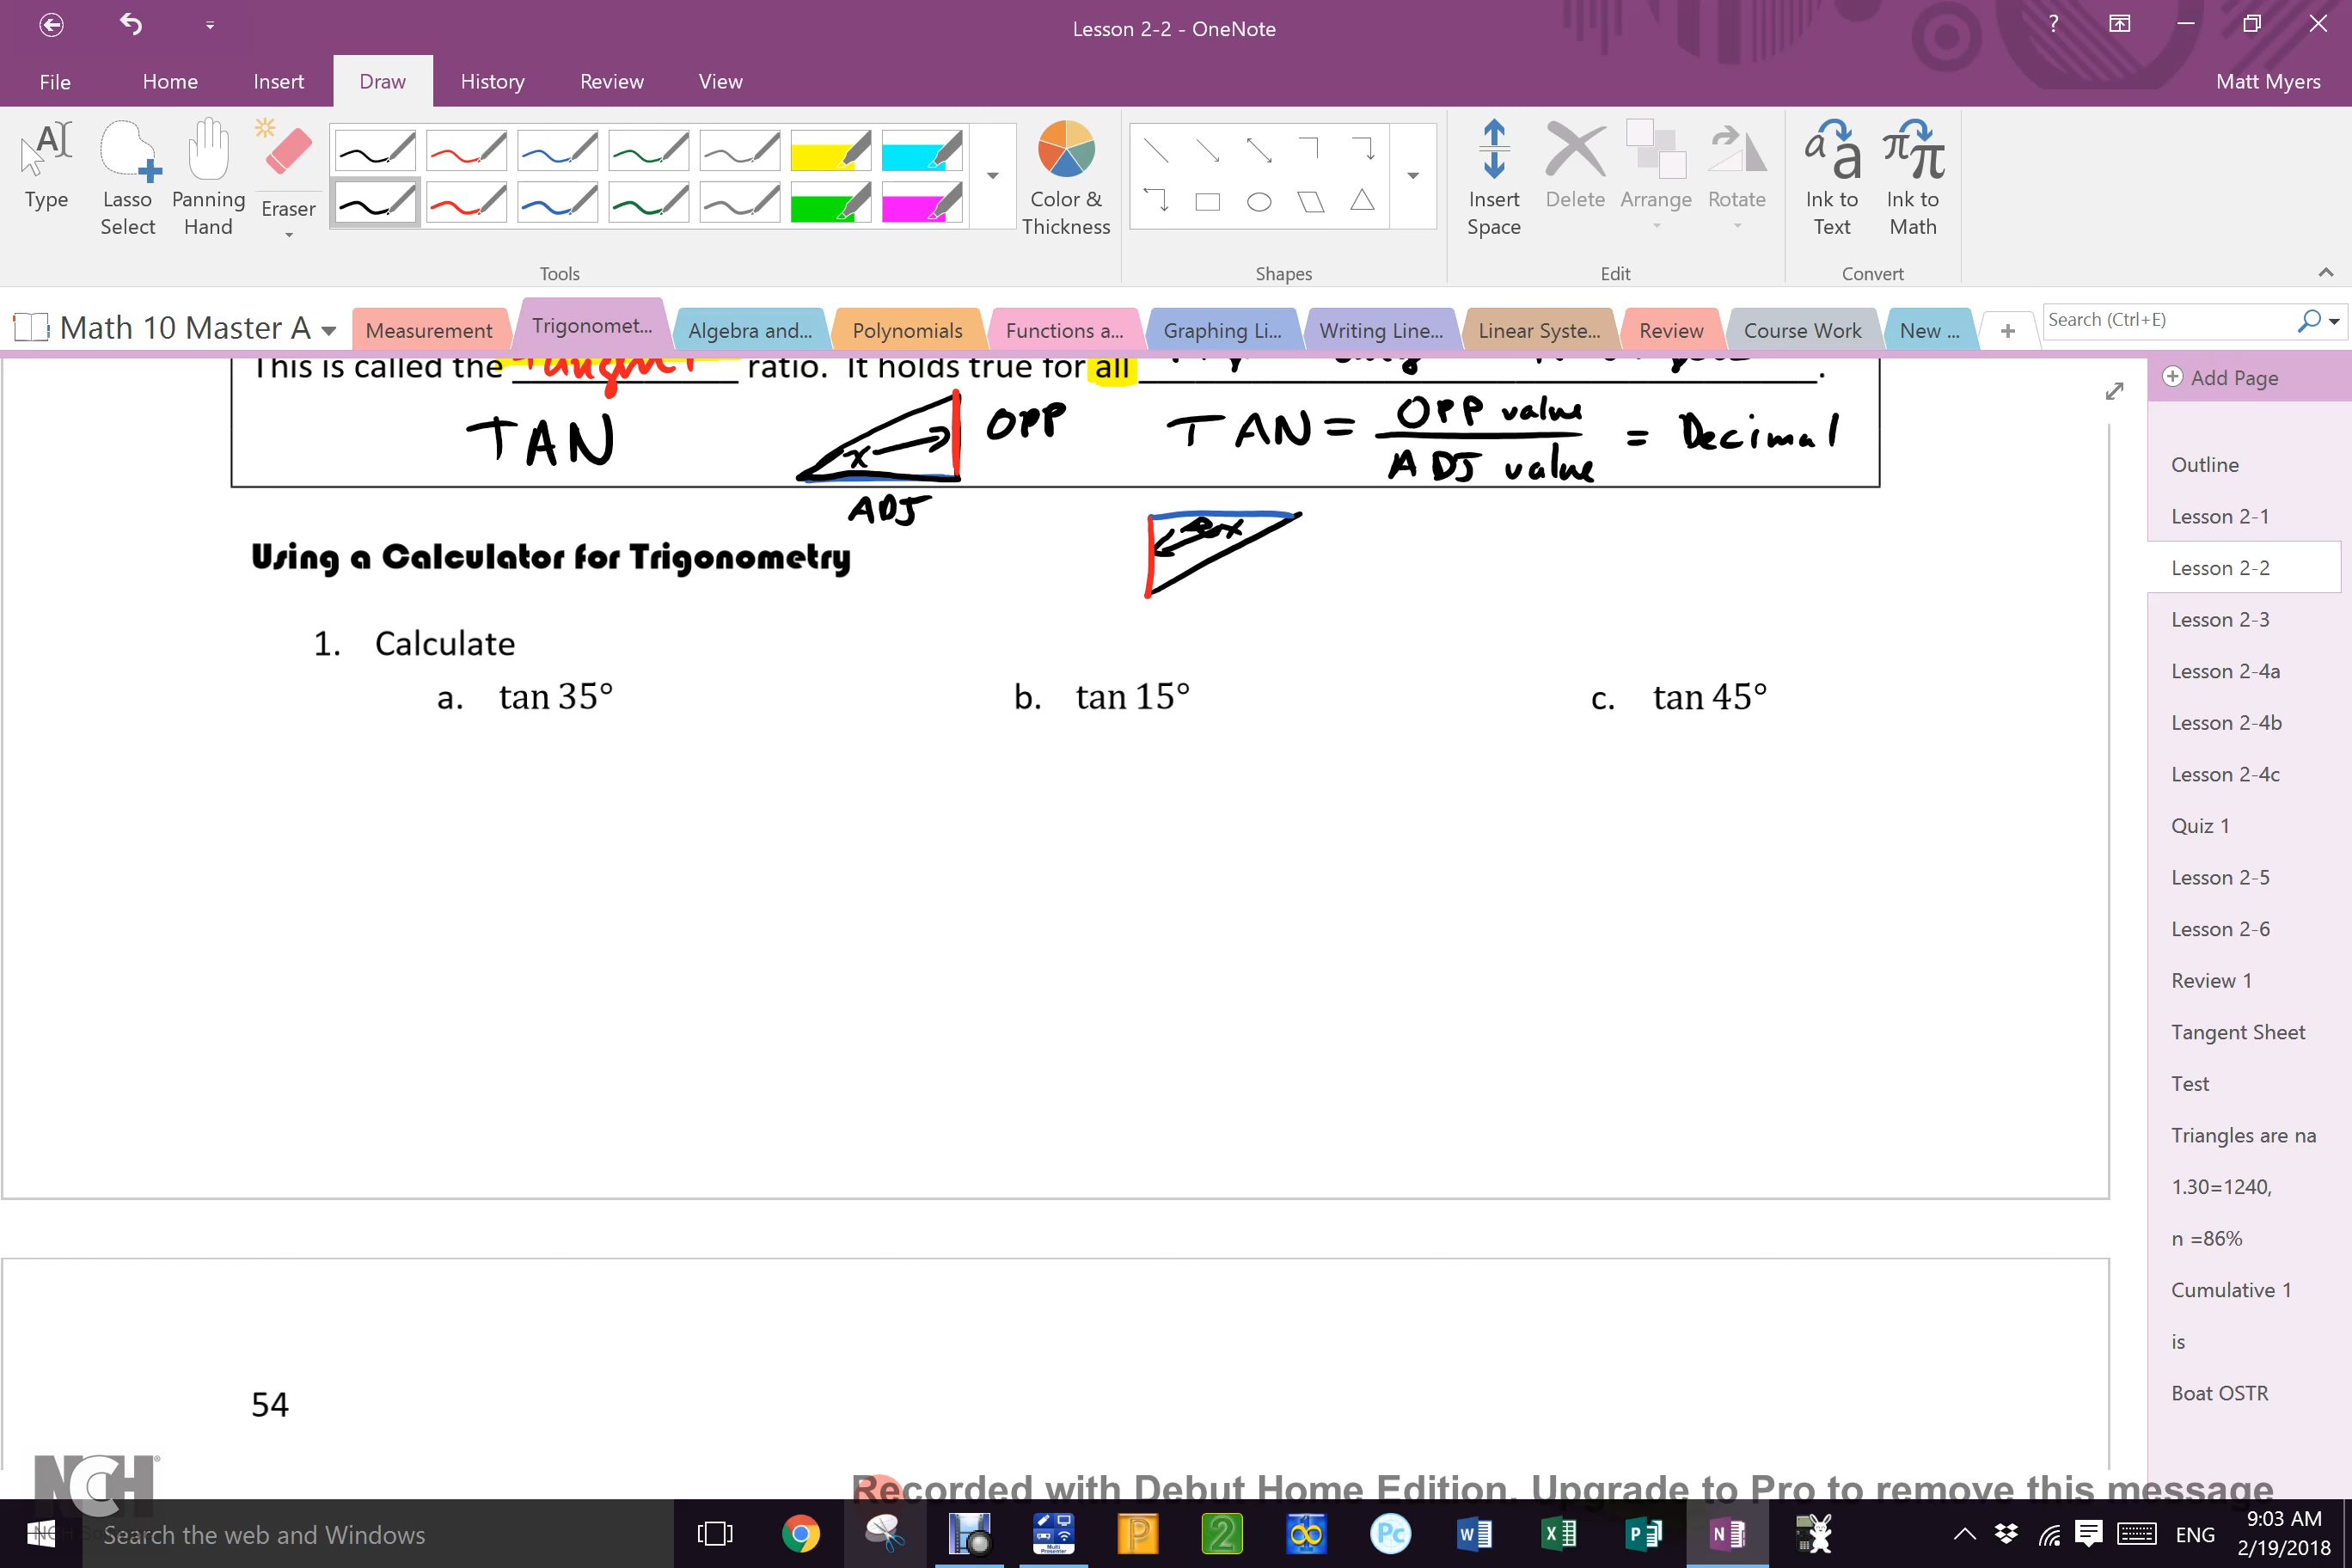 Lesson 2-2 - OneNote
?
File Home Insert Draw History Review View Matt Myers
Type
Lasso Select
Panning Hand
Eraser
Color & Thickness
Insert Space
Delete
Arrange
Rotate
Ink to Text
Ink to Math
Tools Shapes Edit Convert
Math 10 Master A Measurement Trigonomet... Algebra and... Polynomials Functions a... Graphing Li... Writing Line... Linear Syste... Review Course Work New ... + Search (Ctrl+E)
This is called the Tangent ratio. It holds true for all .
TAN
x
OPP
ADJ
TAN = OPP value / ADJ value = Decimal
x
Using a Calculator for Trigonometry
1. Calculate
a. tan 35° b. tan 15° c. tan 45°
54
Add Page
Outline
Lesson 2-1
Lesson 2-2
Lesson 2-3
Lesson 2-4a
Lesson 2-4b
Lesson 2-4c
Quiz 1
Lesson 2-5
Lesson 2-6
Review 1
Tangent Sheet
Test
Triangles are na
1.30=1240,
n =86%
Cumulative 1
is
Boat OSTR
NCH
Recorded with Debut Home Edition. Upgrade to Pro to remove this message
Search the web and Windows
ENG
9:03 AM
2/19/2018